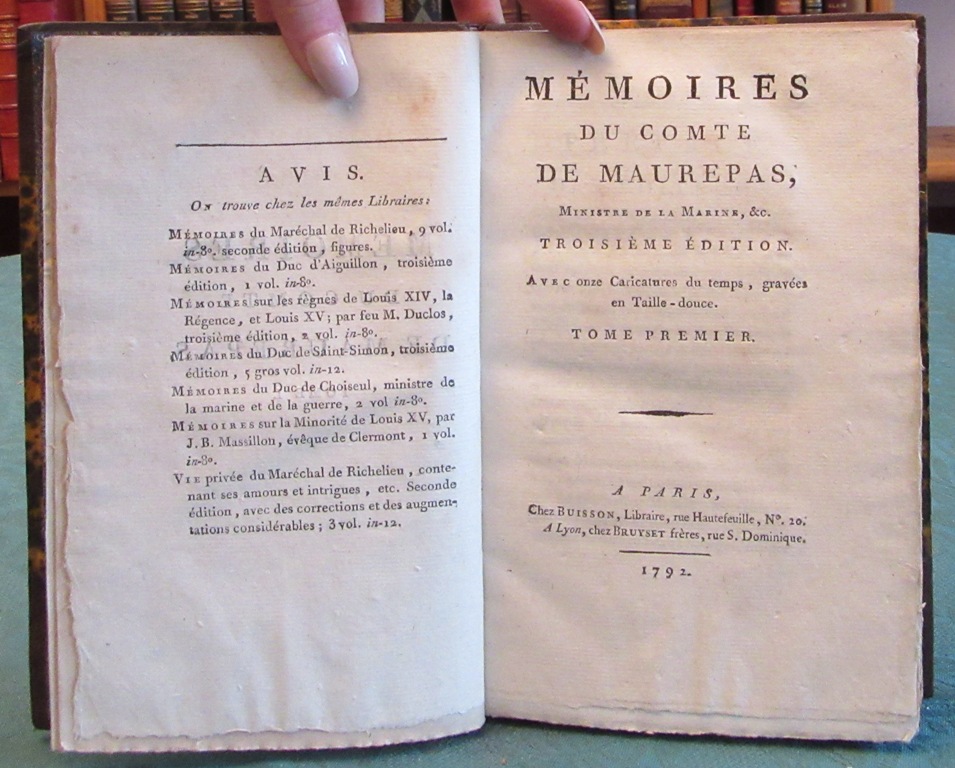 AVIS.
On trouve chez les mêmes Libraires:
MÉMOIRES du Maréchal de Richelieu, 9 vol.
in-8º. seconde édition, figures.
MÉMOIRES du Duc d'Aiguillon, troisième
édition, 1 vol. in-8º.
MÉMOIRES sur les règnes de Louis XIV, la
Régence, et Louis XV; par feu M. Duclos,
troisième édition, 2 vol. in-8º.
MÉMOIRES du Duc de Saint-Simon, troisième
édition, 5 gros vol. in-12.
MÉMOIRES du Duc de Choiseul, ministre de
la marine et de la guerre, 2 vol in-8º.
MÉMOIRES sur la Minorité de Louis XV, par
J. B. Massillon, évêque de Clermont, 1 vol.
in-8º.
VIE privée du Maréchal de Richelieu, conte-
nant ses amours et intrigues, etc. Seconde
édition, avec des corrections et des augmen-
tations considérables; 3 vol. in-12.
MÉMOIRES
DU COMTE
DE MAUREPAS,
MINISTRE DE LA MARINE, &c.
TROISIÈME ÉDITION.
AVEC onze Caricatures du temps, gravées
en Taille-douce.
TOME PREMIER.
A PARIS,
Chez BUISSON, Libraire, rue Hautefeuille, Nº. 20.
A Lyon, chez BRUYSET frères, rue S. Dominique.
1792.